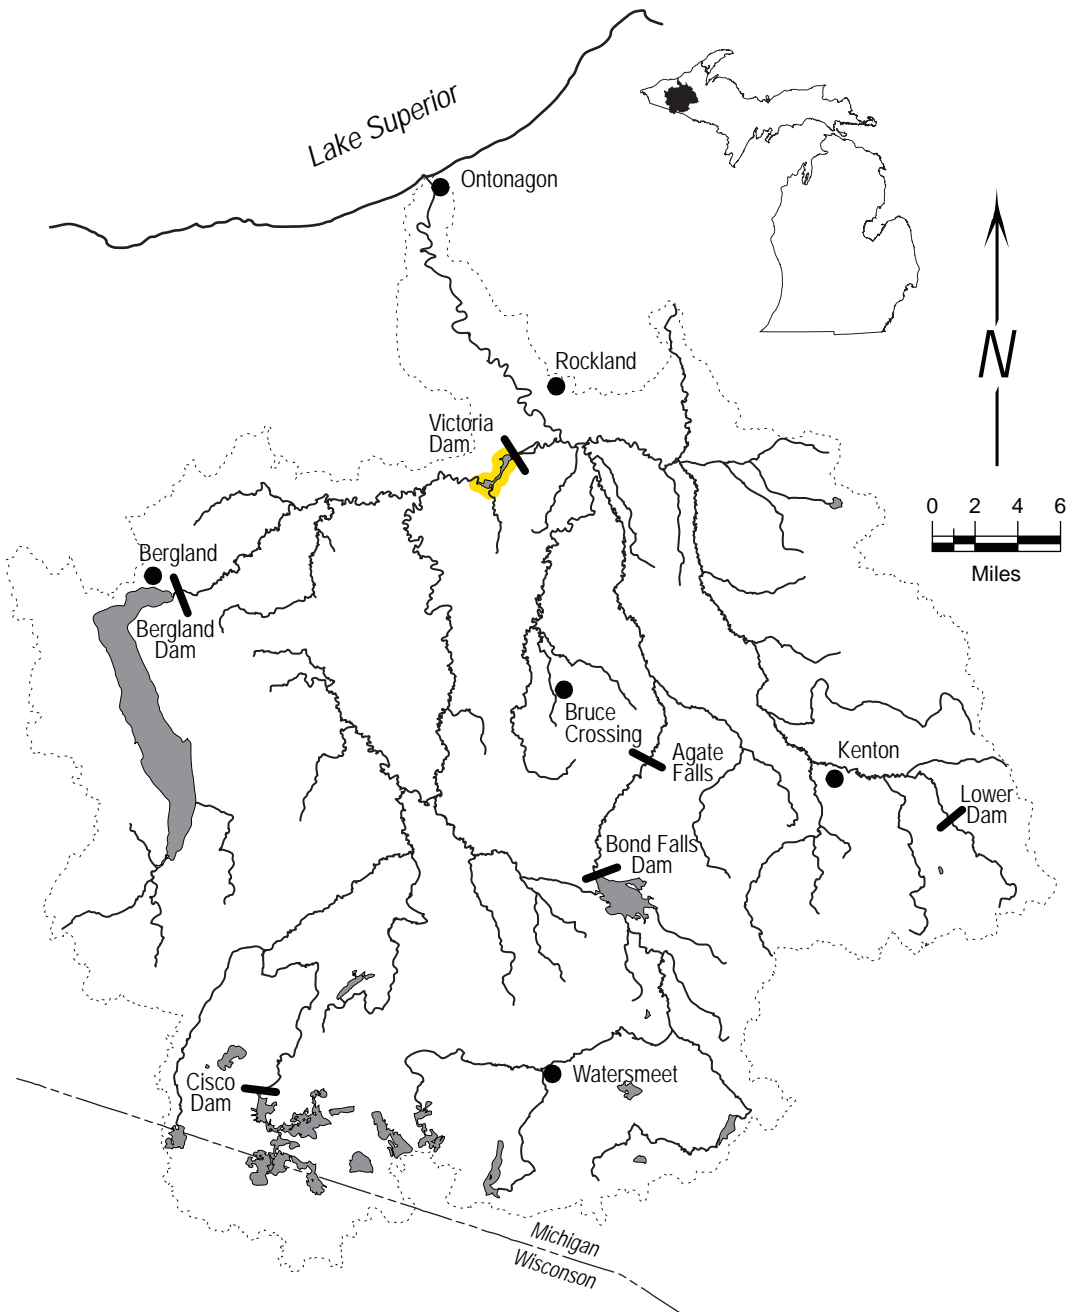 Lake Superior
Ontonagon
Rockland
Victoria
Dam
N
0 2 4 6
Miles
Bergland
Bergland
Dam
Bruce
Crossing
Agate
Falls
Kenton
Lower
Dam
Bond Falls
Dam
Cisco
Dam
Watersmeet
Michigan
Wisconson